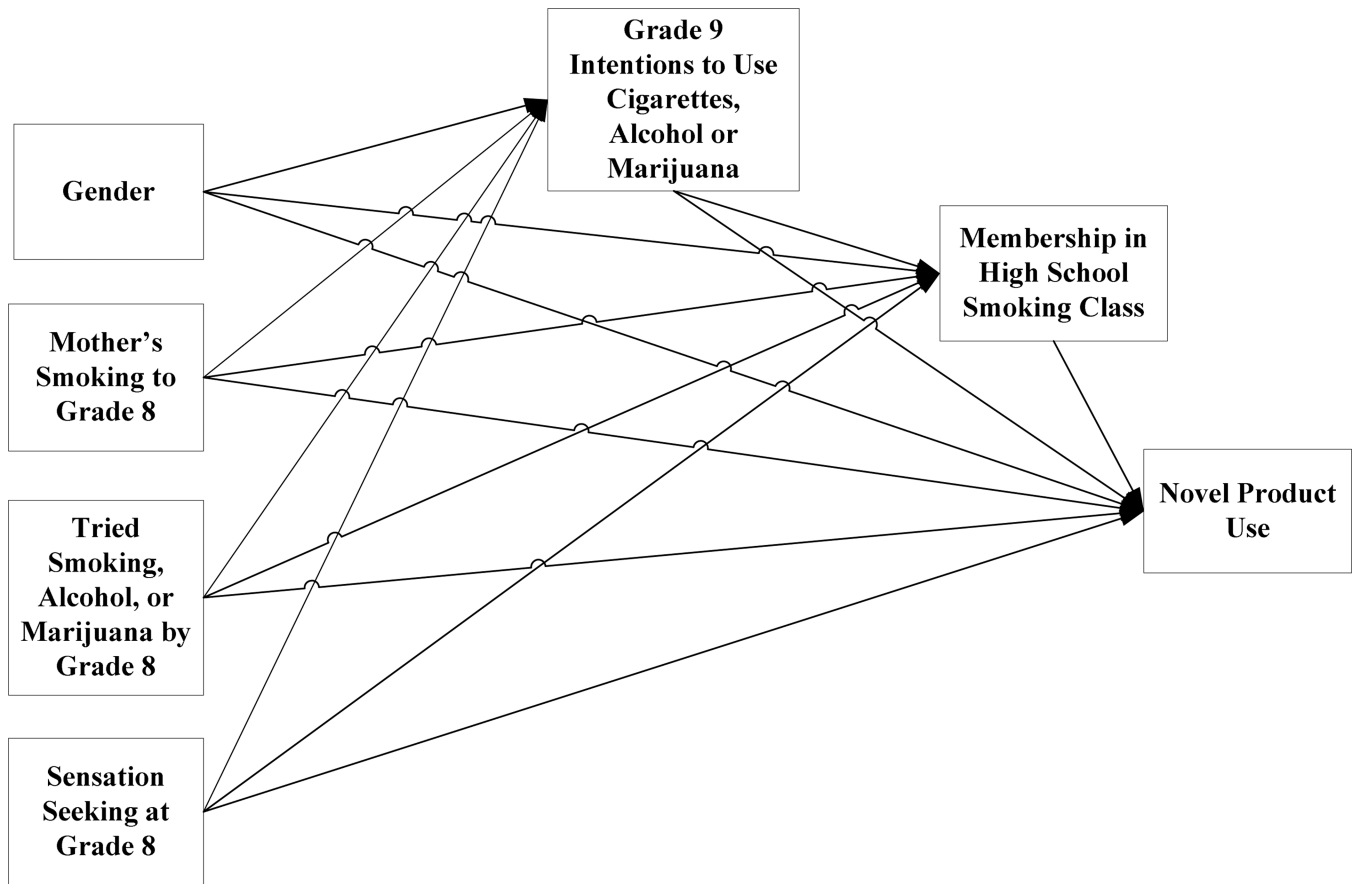 Grade 9
Intentions to Use
Cigarettes,
Alcohol or
Marijuana
Gender
Membership in
High School
Smoking Class
Mother’s
Smoking to
Grade 8
Novel Product
Use
Tried
Smoking,
Alcohol, or
Marijuana by
Grade 8
Sensation
Seeking at
Grade 8